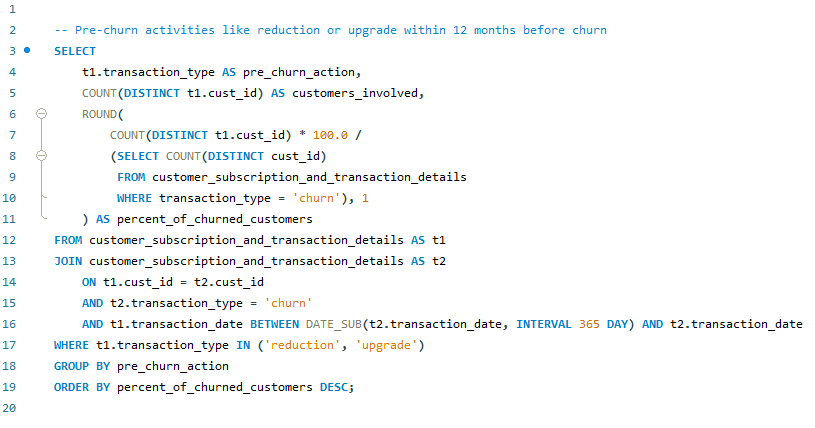 1
2 -- Pre-churn activities like reduction or upgrade within 12 months before churn
3 SELECT
4 t1.transaction_type AS pre_churn_action,
5 COUNT(DISTINCT t1.cust_id) AS customers_involved,
6 ROUND(
7 COUNT(DISTINCT t1.cust_id) * 100.0 /
8 (SELECT COUNT(DISTINCT cust_id)
9 FROM customer_subscription_and_transaction_details
10 WHERE transaction_type = 'churn'), 1
11 ) AS percent_of_churned_customers
12 FROM customer_subscription_and_transaction_details AS t1
13 JOIN customer_subscription_and_transaction_details AS t2
14 ON t1.cust_id = t2.cust_id
15 AND t2.transaction_type = 'churn'
16 AND t1.transaction_date BETWEEN DATE_SUB(t2.transaction_date, INTERVAL 365 DAY) AND t2.transaction_date
17 WHERE t1.transaction_type IN ('reduction', 'upgrade')
18 GROUP BY pre_churn_action
19 ORDER BY percent_of_churned_customers DESC;
20